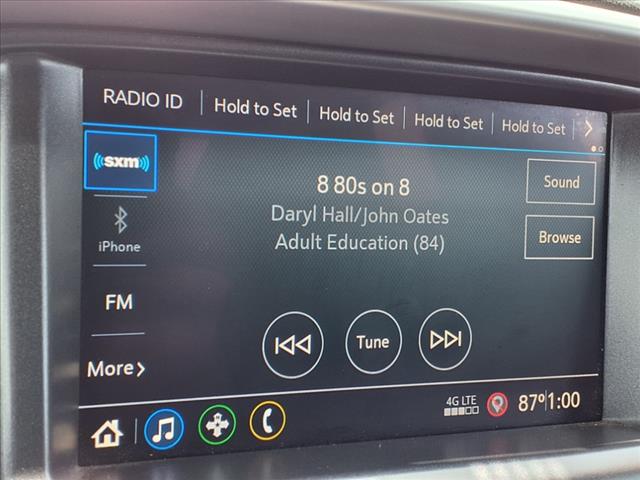 RADIO ID Hold to Set Hold to Set Hold to Set Hold to Set
sxm
8 80s on 8
Sound
Daryl Hall/John Oates
iPhone
Adult Education (84)
Browse
FM
Tune
More
4G LTE
87° 1:00